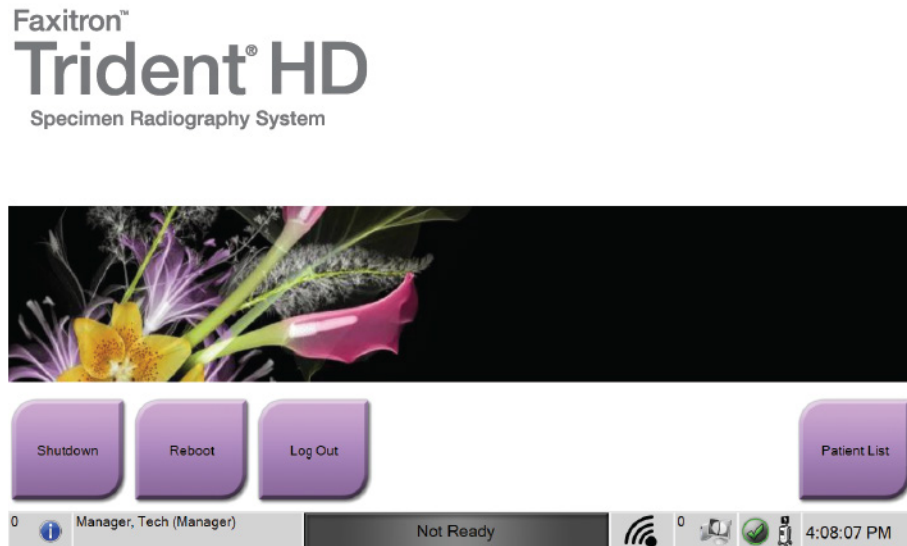 Faxitron™
Trident® HD
Specimen Radiography System
Shutdown
Reboot
Log Out
Patient List
0
Manager, Tech (Manager)
Not Ready
0
4:08:07 PM